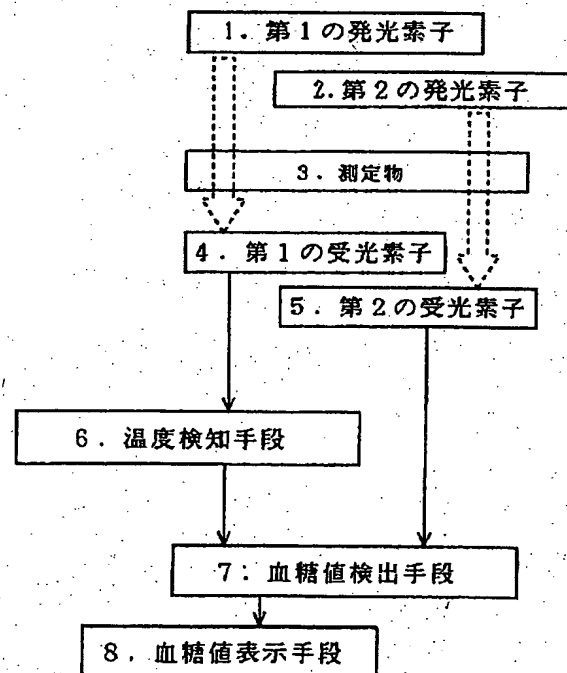 1. 第1の発光素子
2. 第2の発光素子
3. 測定物
4. 第1の受光素子
5. 第2の受光素子
6. 温度検知手段
7: 血糖値検出手段
8. 血糖値表示手段